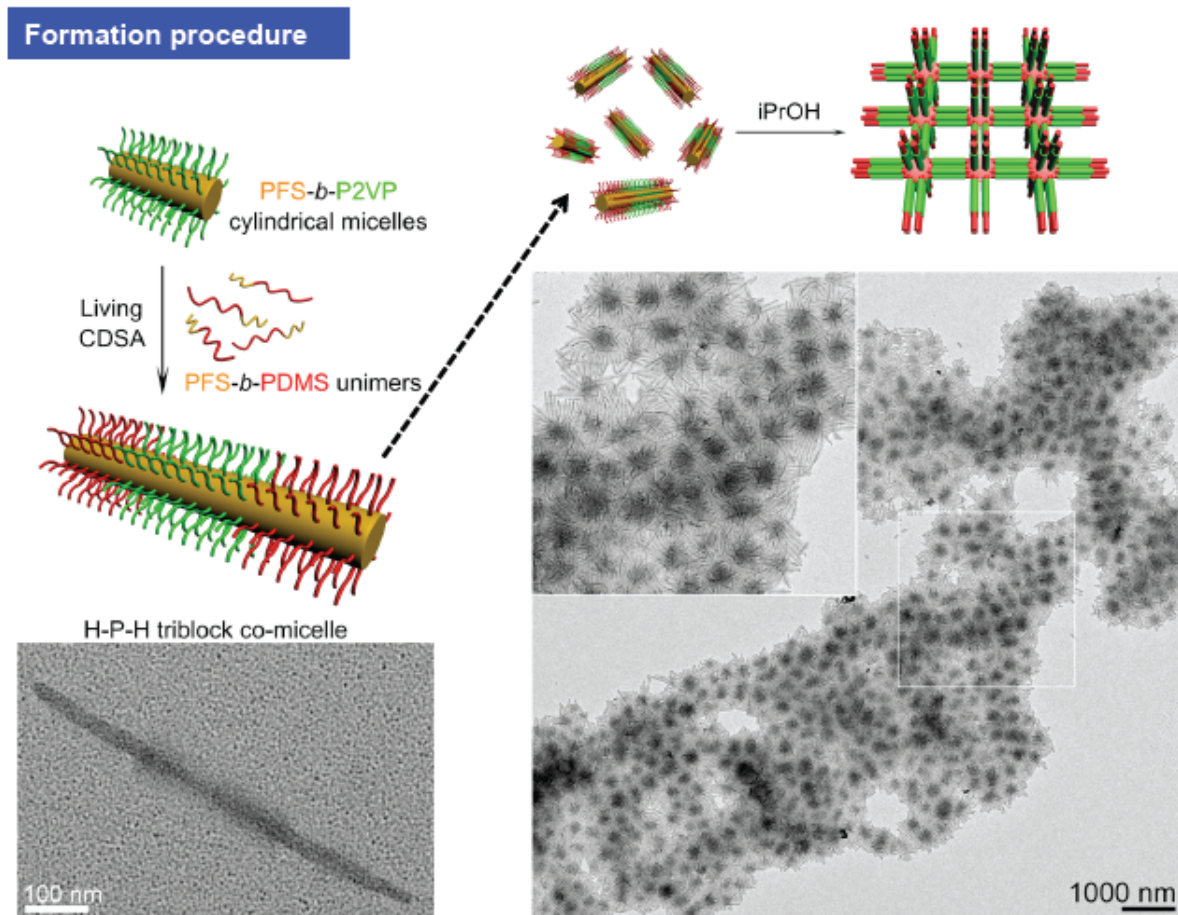 Formation procedure
PFS-b-P2VP
cylindrical micelles
Living
CDSA
PFS-b-PDMS unimers
H-P-H triblock co-micelle
100 nm
iPrOH
1000 nm